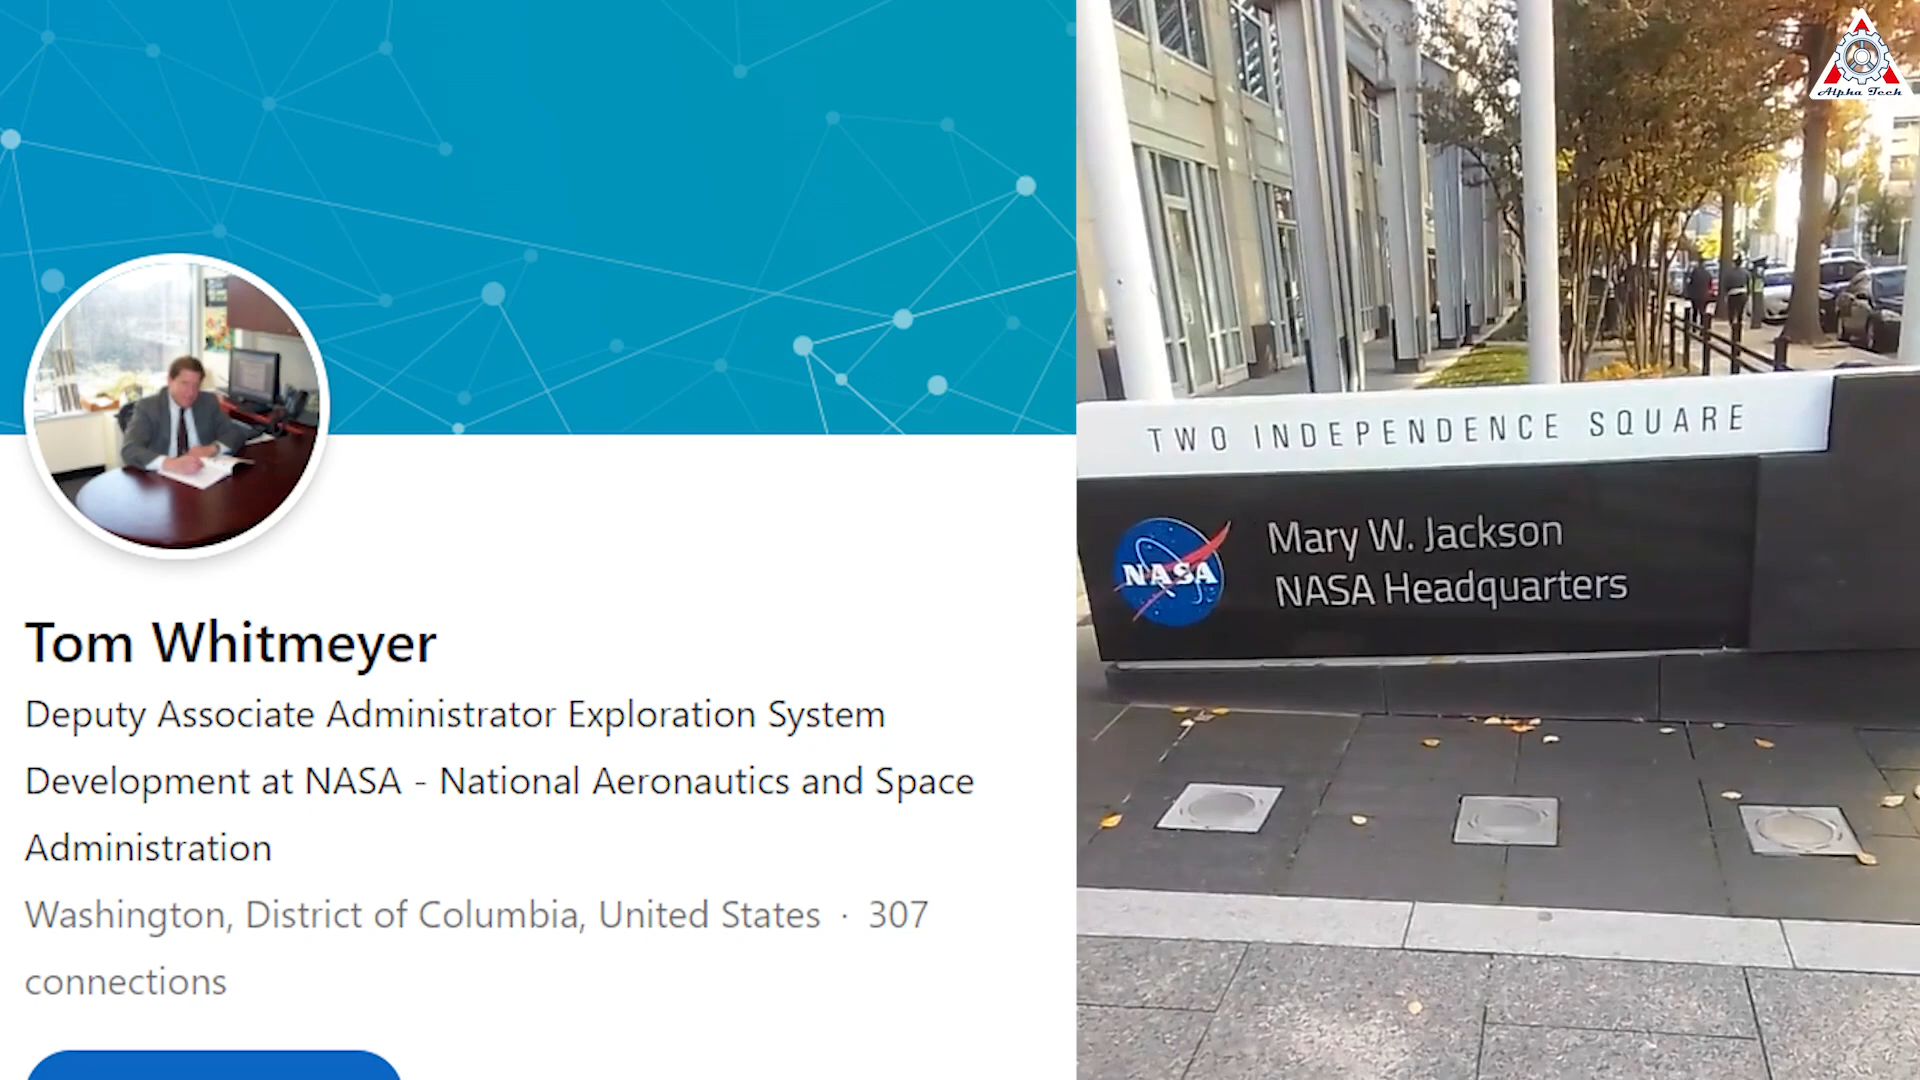 Tom Whitmeyer
Deputy Associate Administrator Exploration System
Development at NASA - National Aeronautics and Space
Administration
Washington, District of Columbia, United States · 307
connections
Alpha Tech
TWO INDEPENDENCE SQUARE
NASA
Mary W. Jackson
NASA Headquarters